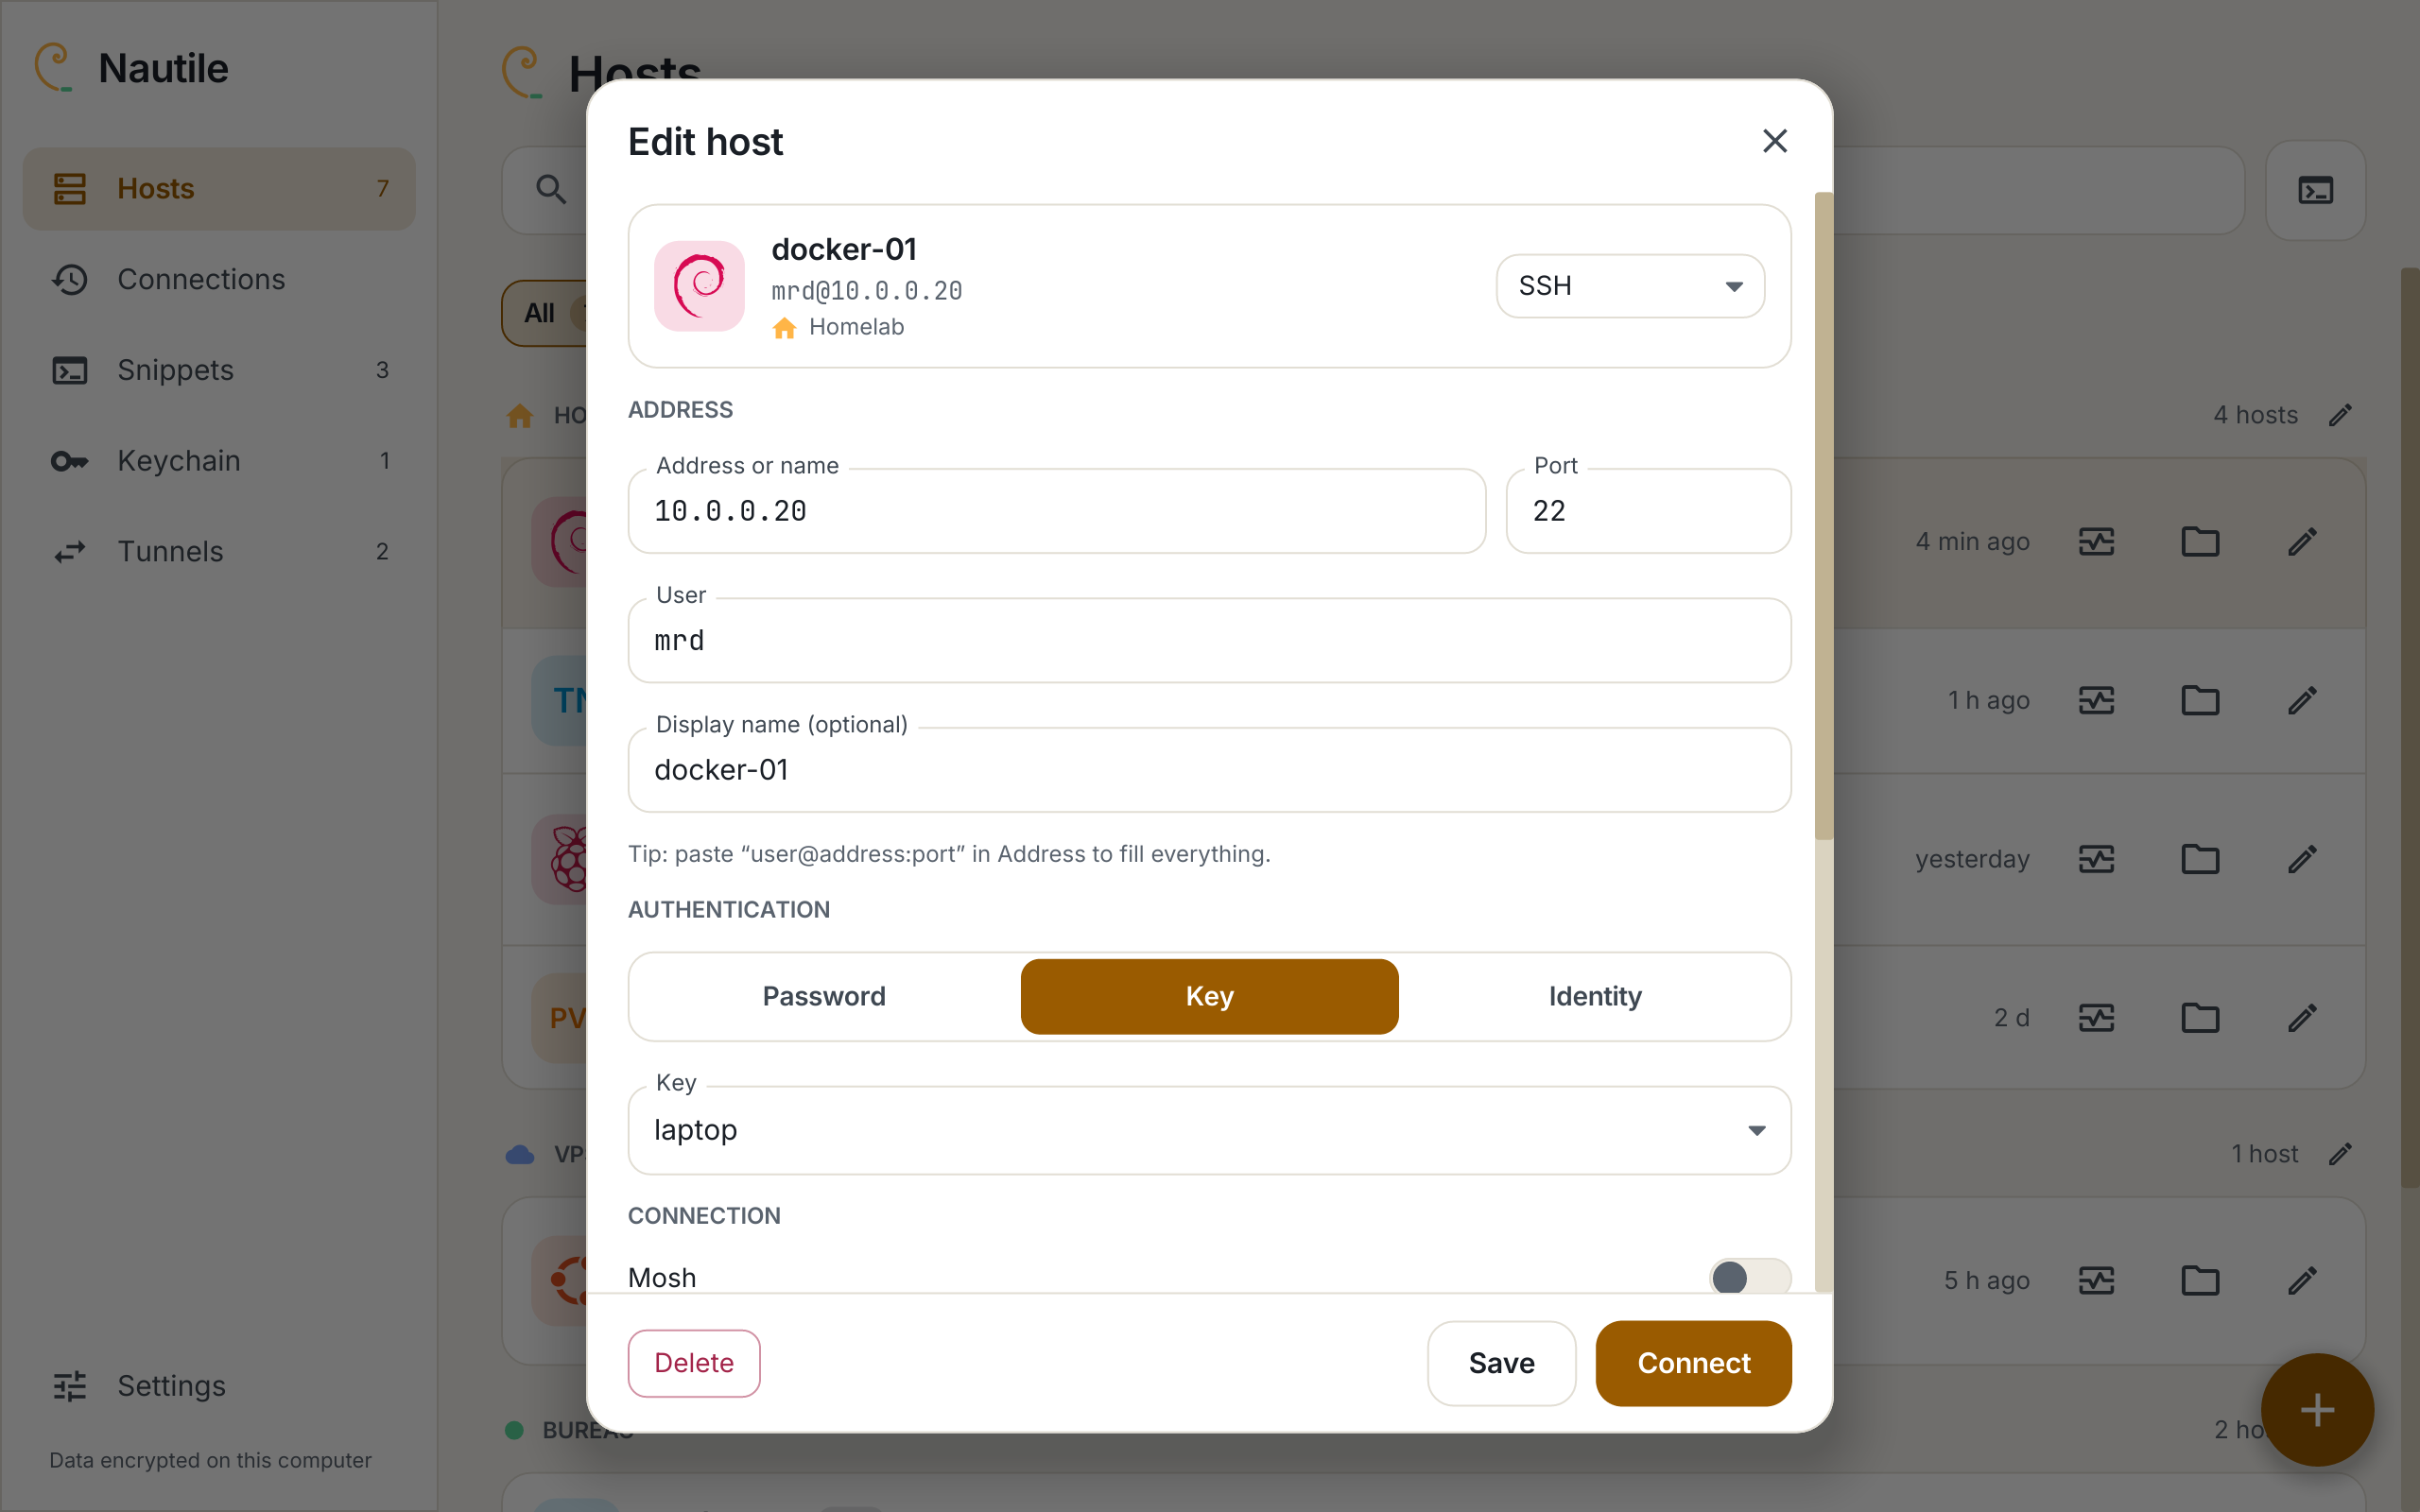 Nautile
Hosts 7
Connections
Snippets 3
Keychain 1
Tunnels 2
Settings
Data encrypted on this computer
Hosts
All
4 hosts
4 min ago
1 h ago
yesterday
PV
2 d
1 host
5 h ago
BUREAU
Edit host
docker-01
mrd@10.0.0.20
Homelab
SSH
ADDRESS
Address or name
10.0.0.20
Port
22
User
mrd
Display name (optional)
docker-01
Tip: paste “user@address:port” in Address to fill everything.
AUTHENTICATION
Password Key Identity
Key
laptop
CONNECTION
Mosh
Delete Save Connect